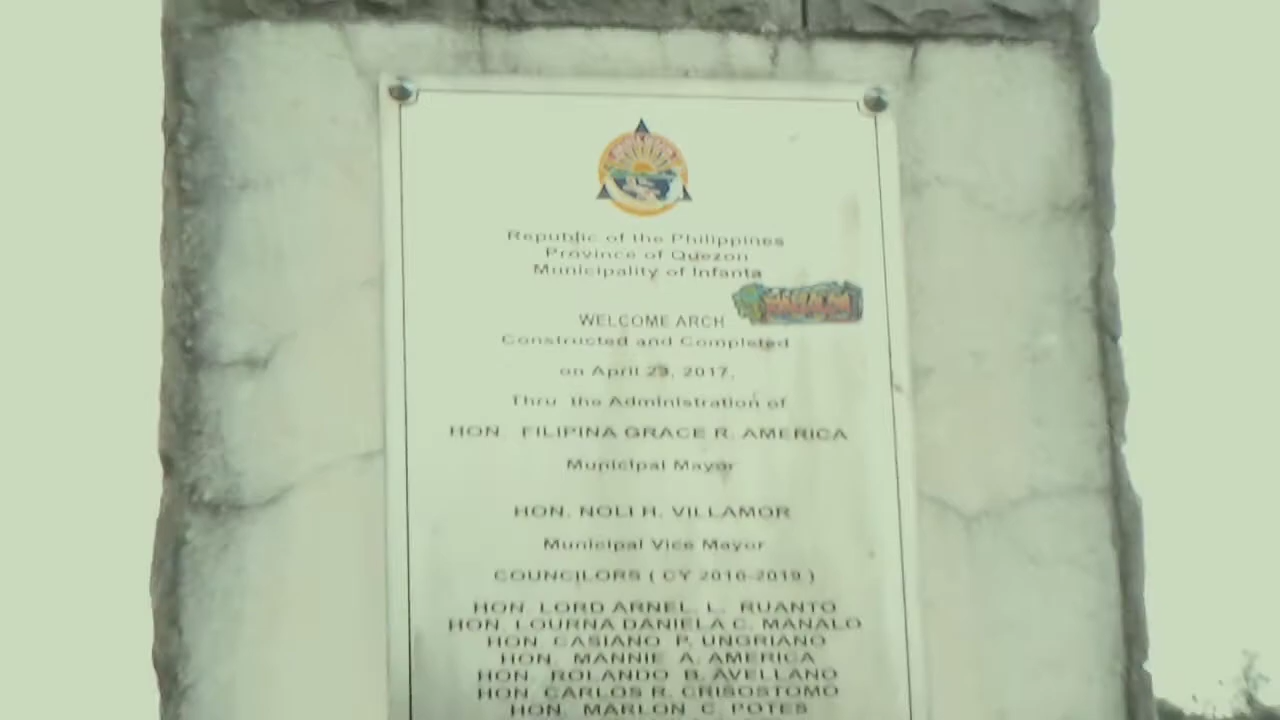 Republic of the Philippines
Province of Quezon
Municipality of Infanta
WELCOME ARCH
Constructed and Completed
on April 23, 2017,
Thru the Administration of
HON. FILIPINA GRACE R. AMERICA
Municipal Mayor
HON. NOLI H. VILLAMOR
Municipal Vice Mayor
COUNCILORS ( CY 2016-2019 )
HON. LORD ARNEL L. RUANTO
HON. LOURNA DANIELA C. MANALO
HON. CASIANO P. UNGRIANO
HON. MANNIE A. AMERICA
HON. ROLANDO B. AVELLANO
HON. CARLOS R. CRISOSTOMO
HON. MARLON C. POTES